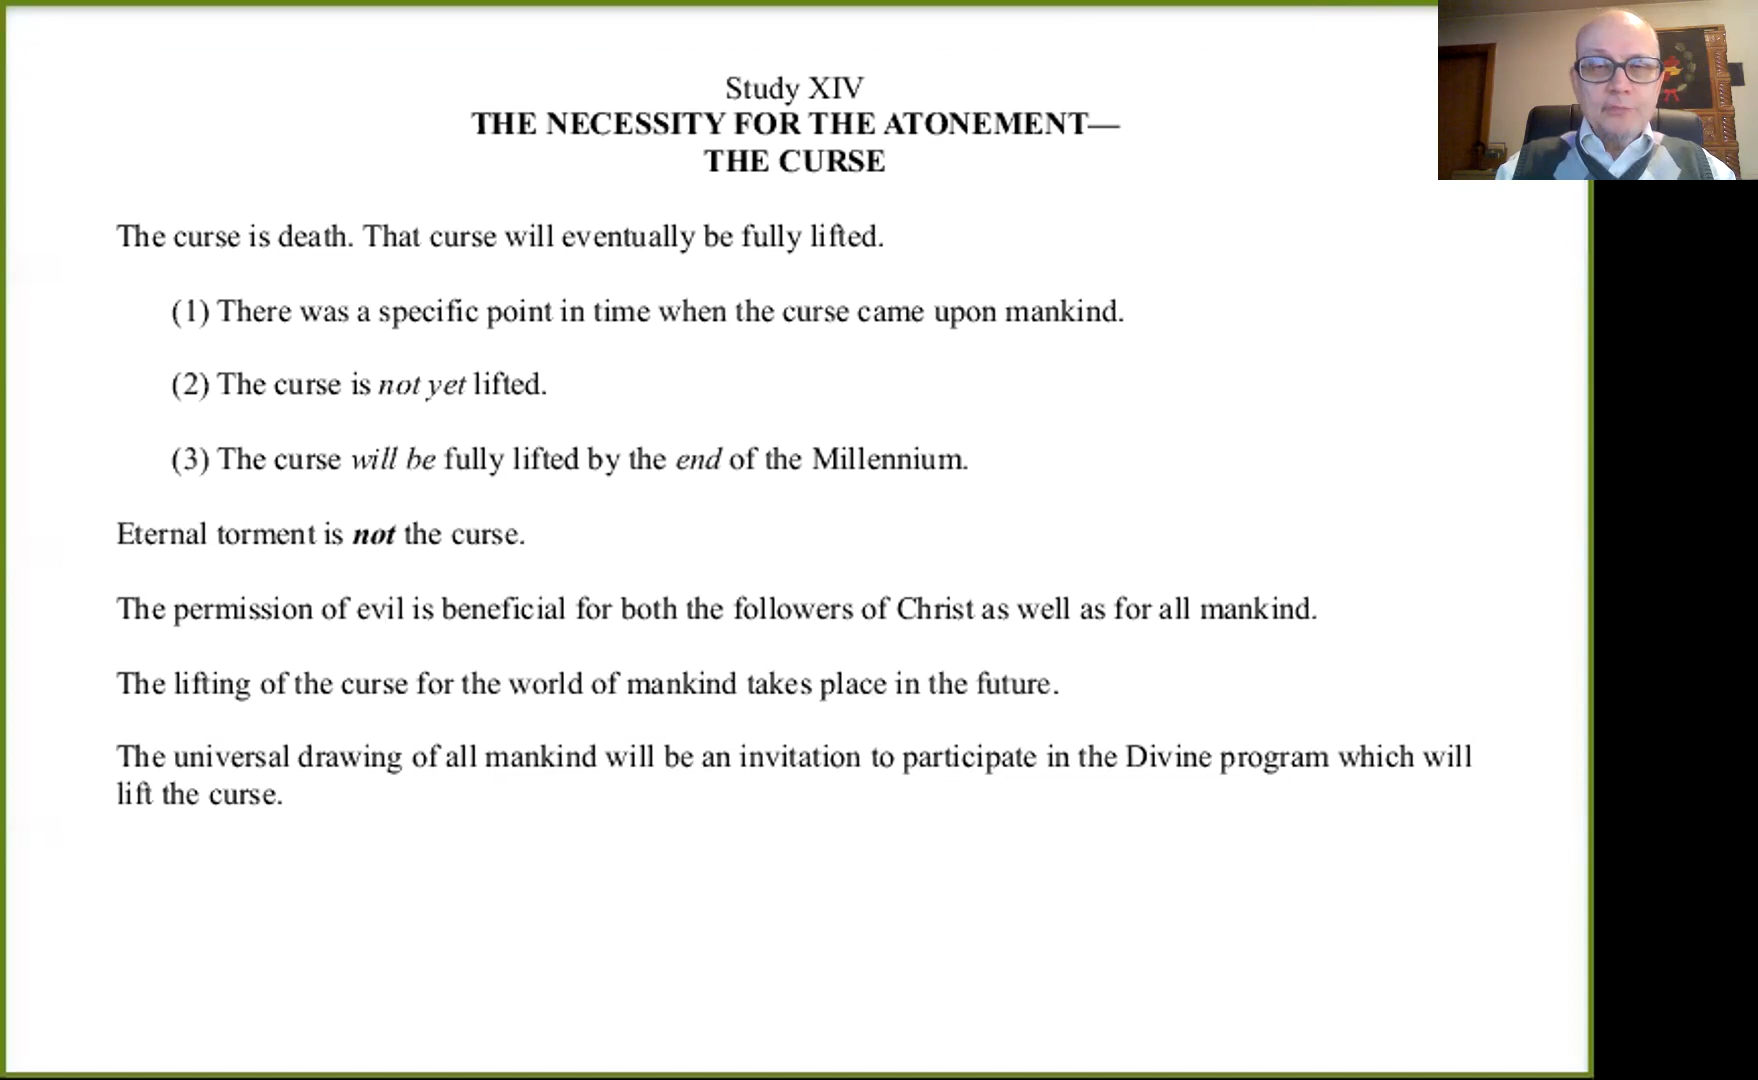 Study XIV
THE NECESSITY FOR THE ATONEMENT—
THE CURSE
The curse is death. That curse will eventually be fully lifted.
(1) There was a specific point in time when the curse came upon mankind.
(2) The curse is not yet lifted.
(3) The curse will be fully lifted by the end of the Millennium.
Eternal torment is not the curse.
The permission of evil is beneficial for both the followers of Christ as well as for all mankind.
The lifting of the curse for the world of mankind takes place in the future.
The universal drawing of all mankind will be an invitation to participate in the Divine program which will
lift the curse.